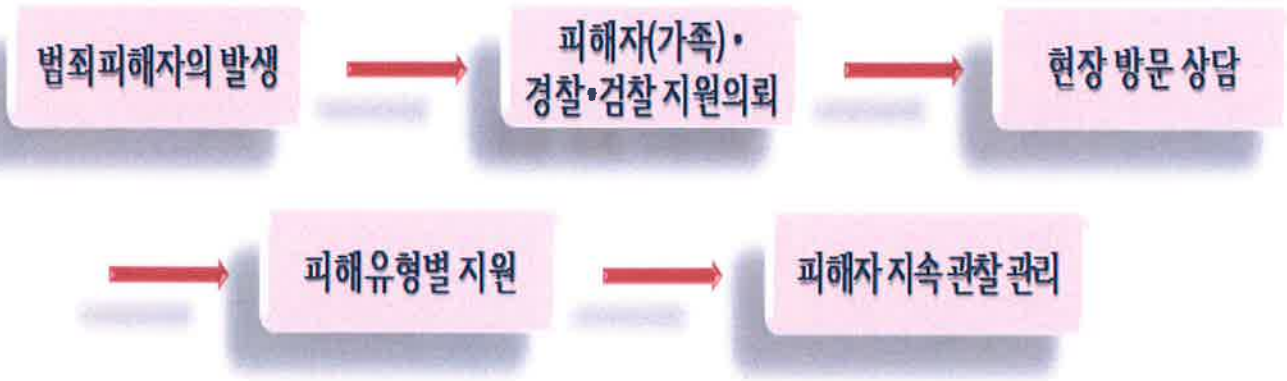 범죄피해자의 발생
피해자(가족)·
경찰·검찰 지원의뢰
현장 방문 상담
피해유형별 지원
피해자 지속 관찰 관리